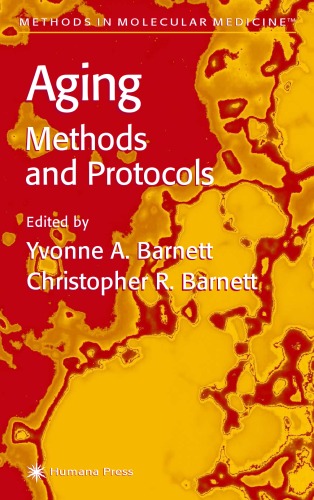 METHODS IN MOLECULAR MEDICINE™
Aging
Methods
and Protocols
Edited by
Yvonne A. Barnett
Christopher R. Barnett
Humana Press